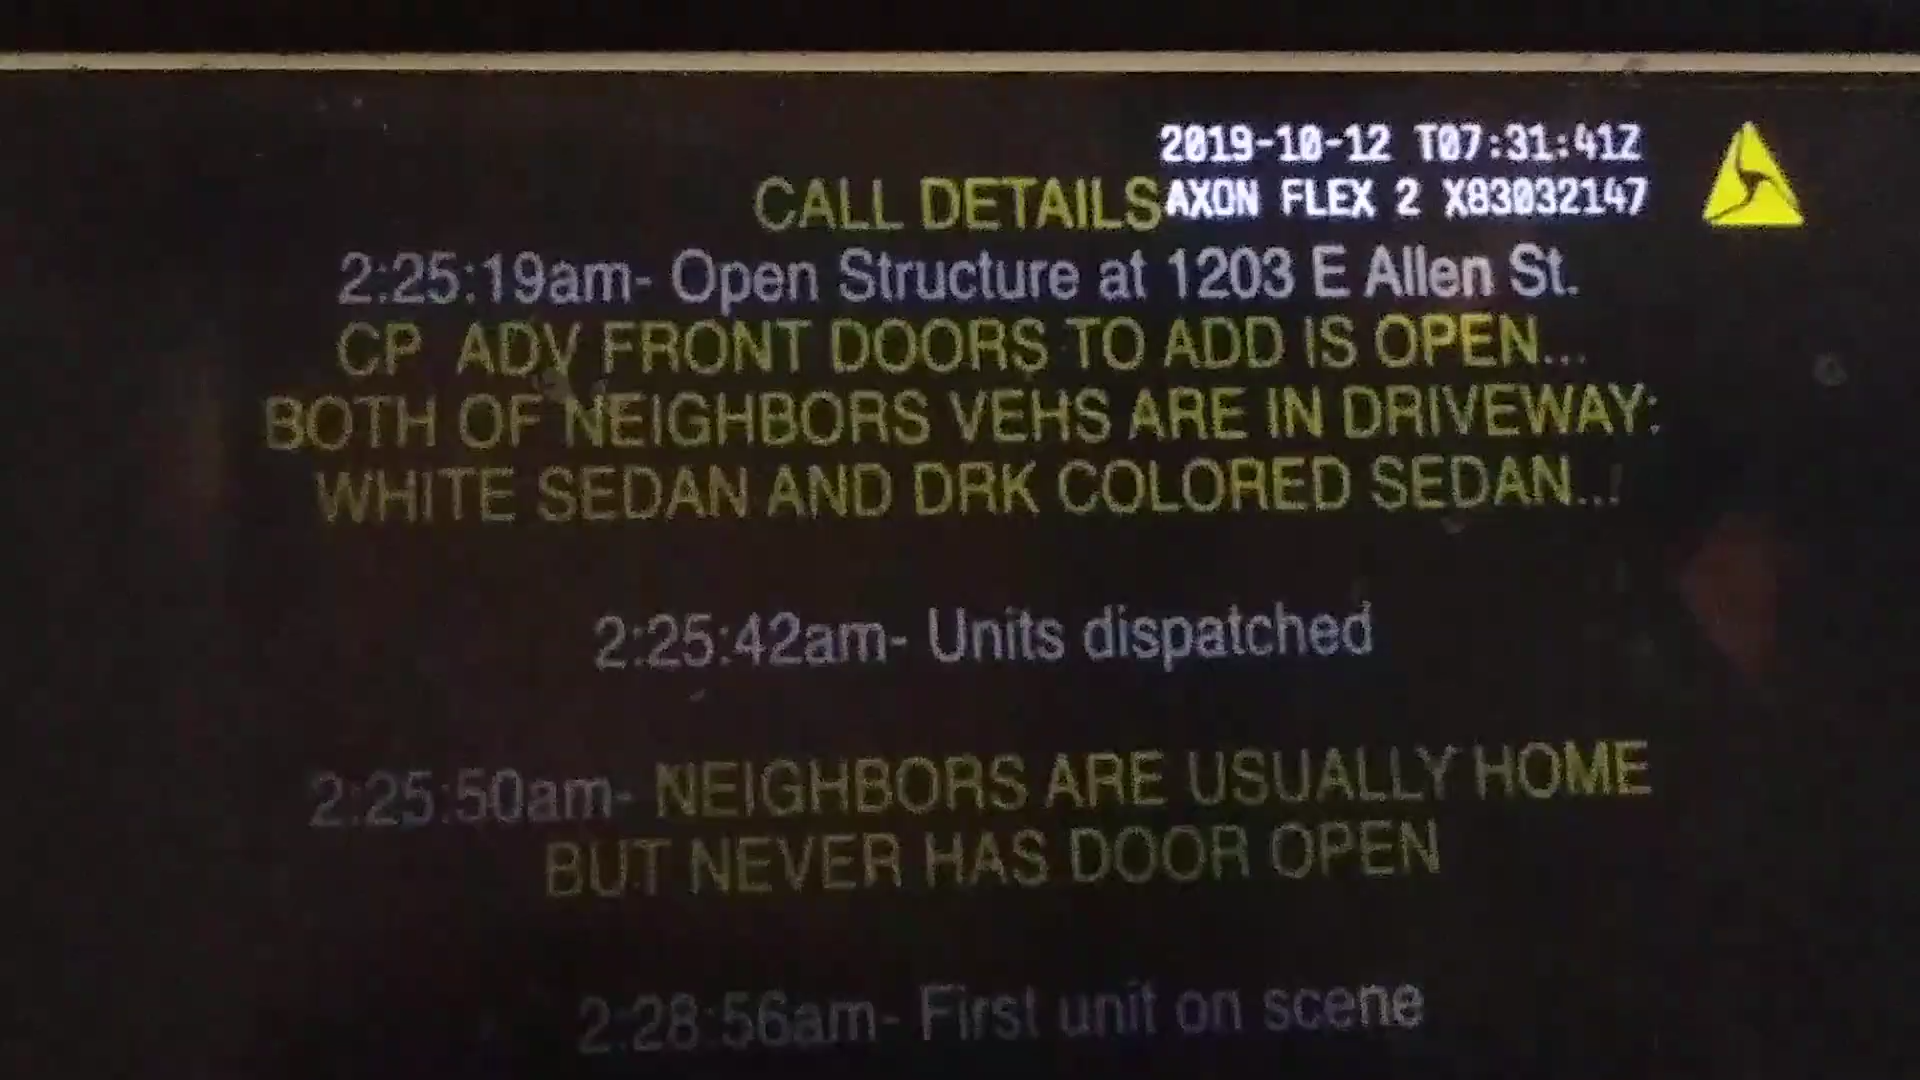 2019-10-12 T07:31:41Z
AXON FLEX 2 X83032147
CALL DETAILS
2:25:19am- Open Structure at 1203 E Allen St.
CP ADV FRONT DOORS TO ADD IS OPEN...
BOTH OF NEIGHBORS VEHS ARE IN DRIVEWAY:
WHITE SEDAN AND DRK COLORED SEDAN...
2:25:42am- Units dispatched
2:25:50am- NEIGHBORS ARE USUALLY HOME
BUT NEVER HAS DOOR OPEN
2:28:56am- First unit on scene